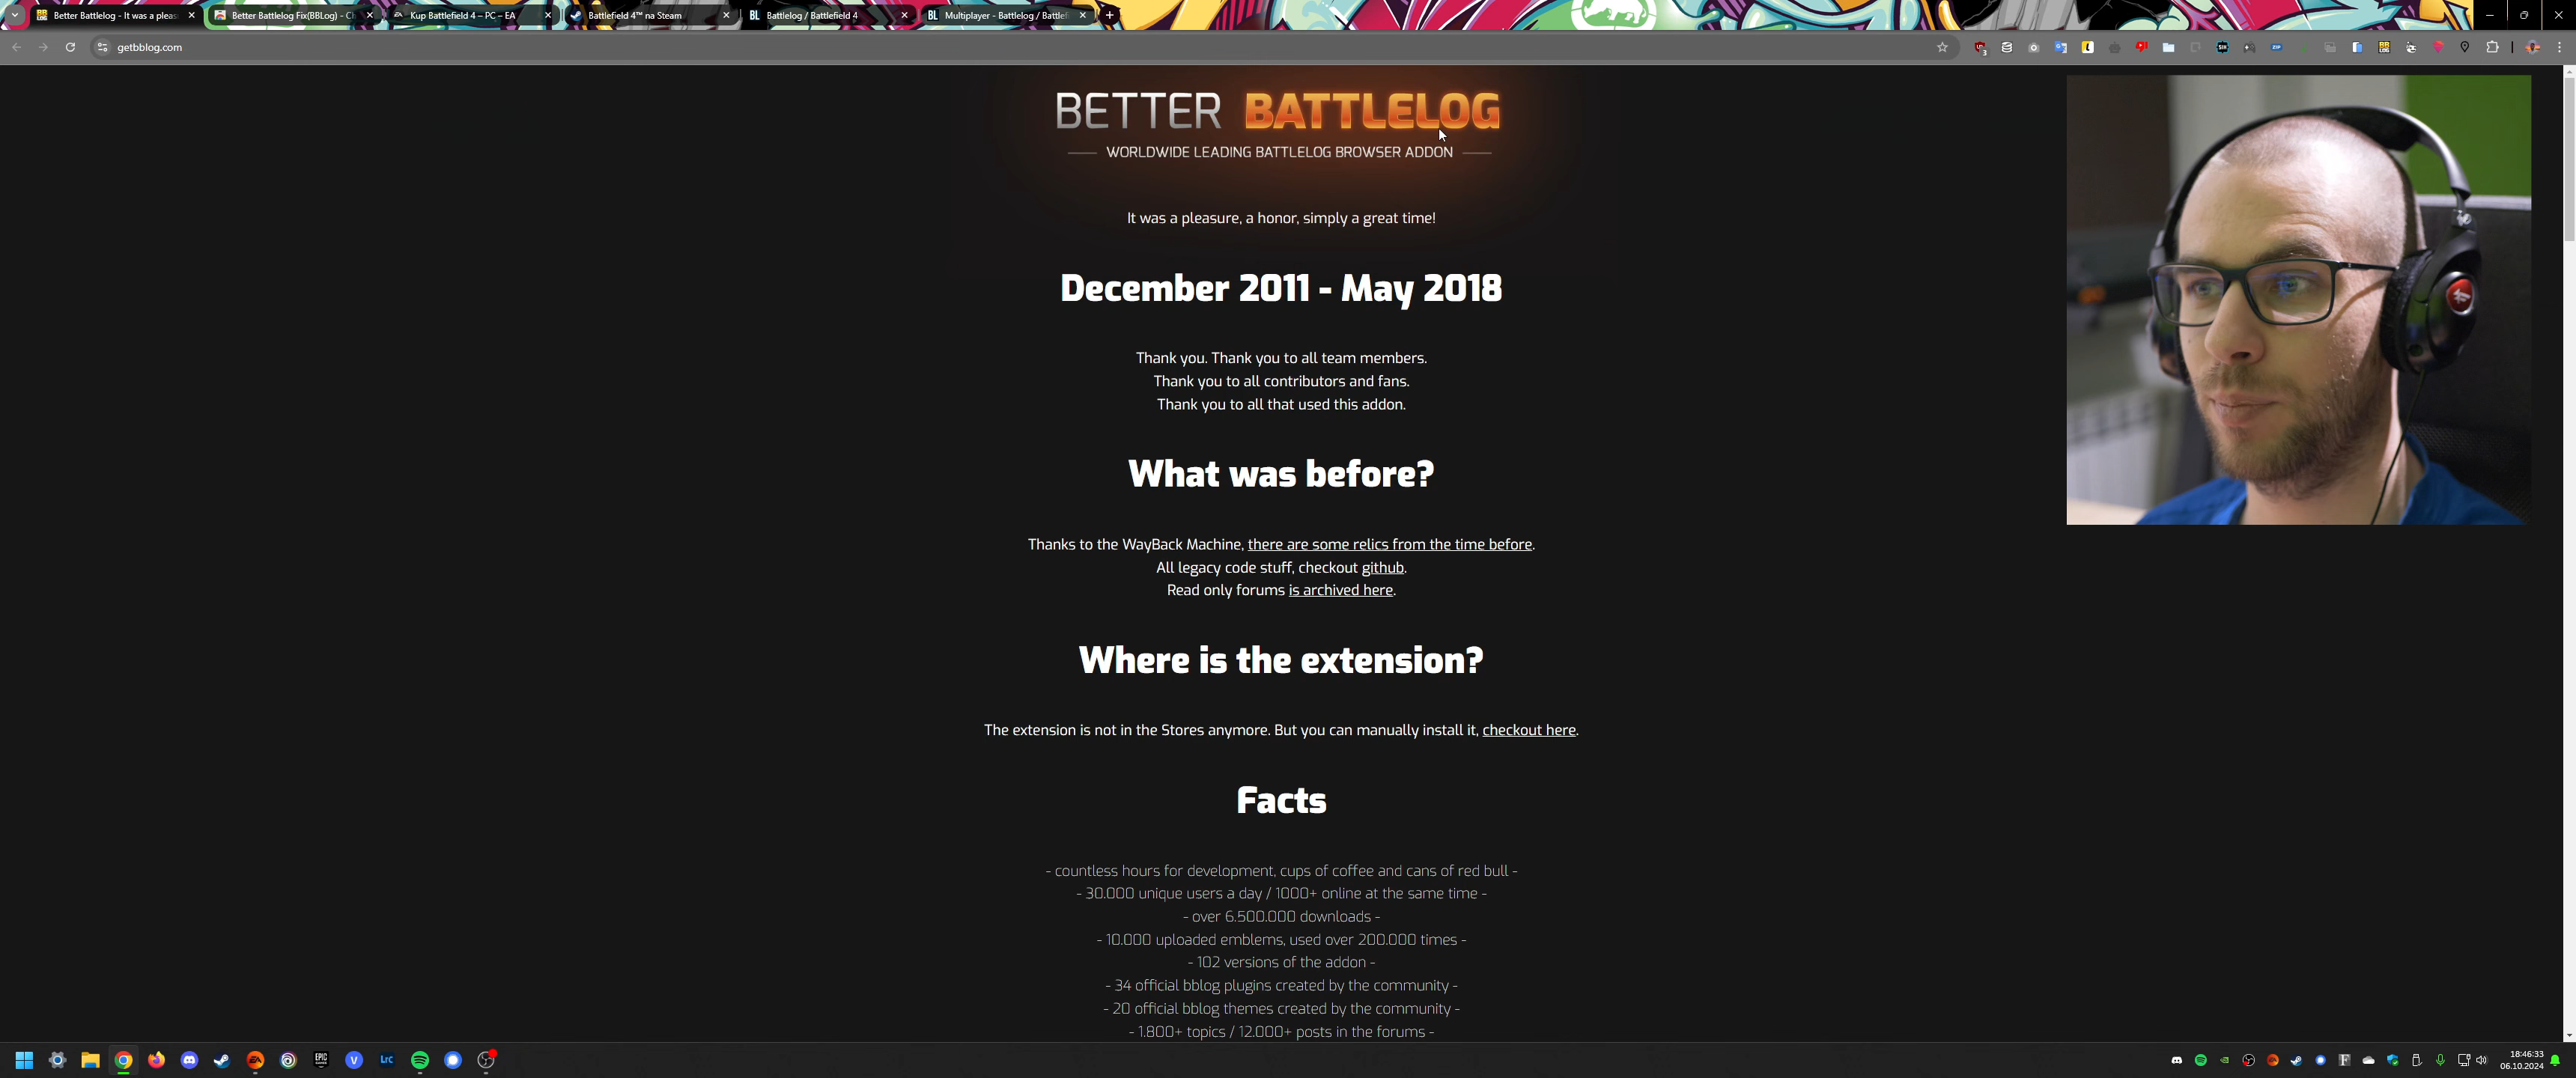 Better Battlelog - It was a pleas
Better Battlelog Fix(BBLog) - Ch
Kup Battlefield 4 – PC – EA
Battlefield 4™ na Steam
BL Battlelog / Battlefield 4
BL Multiplayer - Battlelog / Battlefi
getbblog.com
BETTER BATTLELOG
WORLDWIDE LEADING BATTLELOG BROWSER ADDON
It was a pleasure, a honor, simply a great time!
December 2011 - May 2018
Thank you. Thank you to all team members.
Thank you to all contributors and fans.
Thank you to all that used this addon.
What was before?
Thanks to the WayBack Machine, there are some relics from the time before.
All legacy code stuff, checkout github.
Read only forums is archived here.
Where is the extension?
The extension is not in the Stores anymore. But you can manually install it, checkout here.
Facts
- countless hours for development, cups of coffee and cans of red bull -
- 30.000 unique users a day / 1000+ online at the same time -
- over 6.500.000 downloads -
- 10.000 uploaded emblems, used over 200.000 times -
- 102 versions of the addon -
- 34 official bblog plugins created by the community -
- 20 official bblog themes created by the community -
- 1.800+ topics / 12.000+ posts in the forums -
EPIC
LrC
18:46:33
06.10.2024